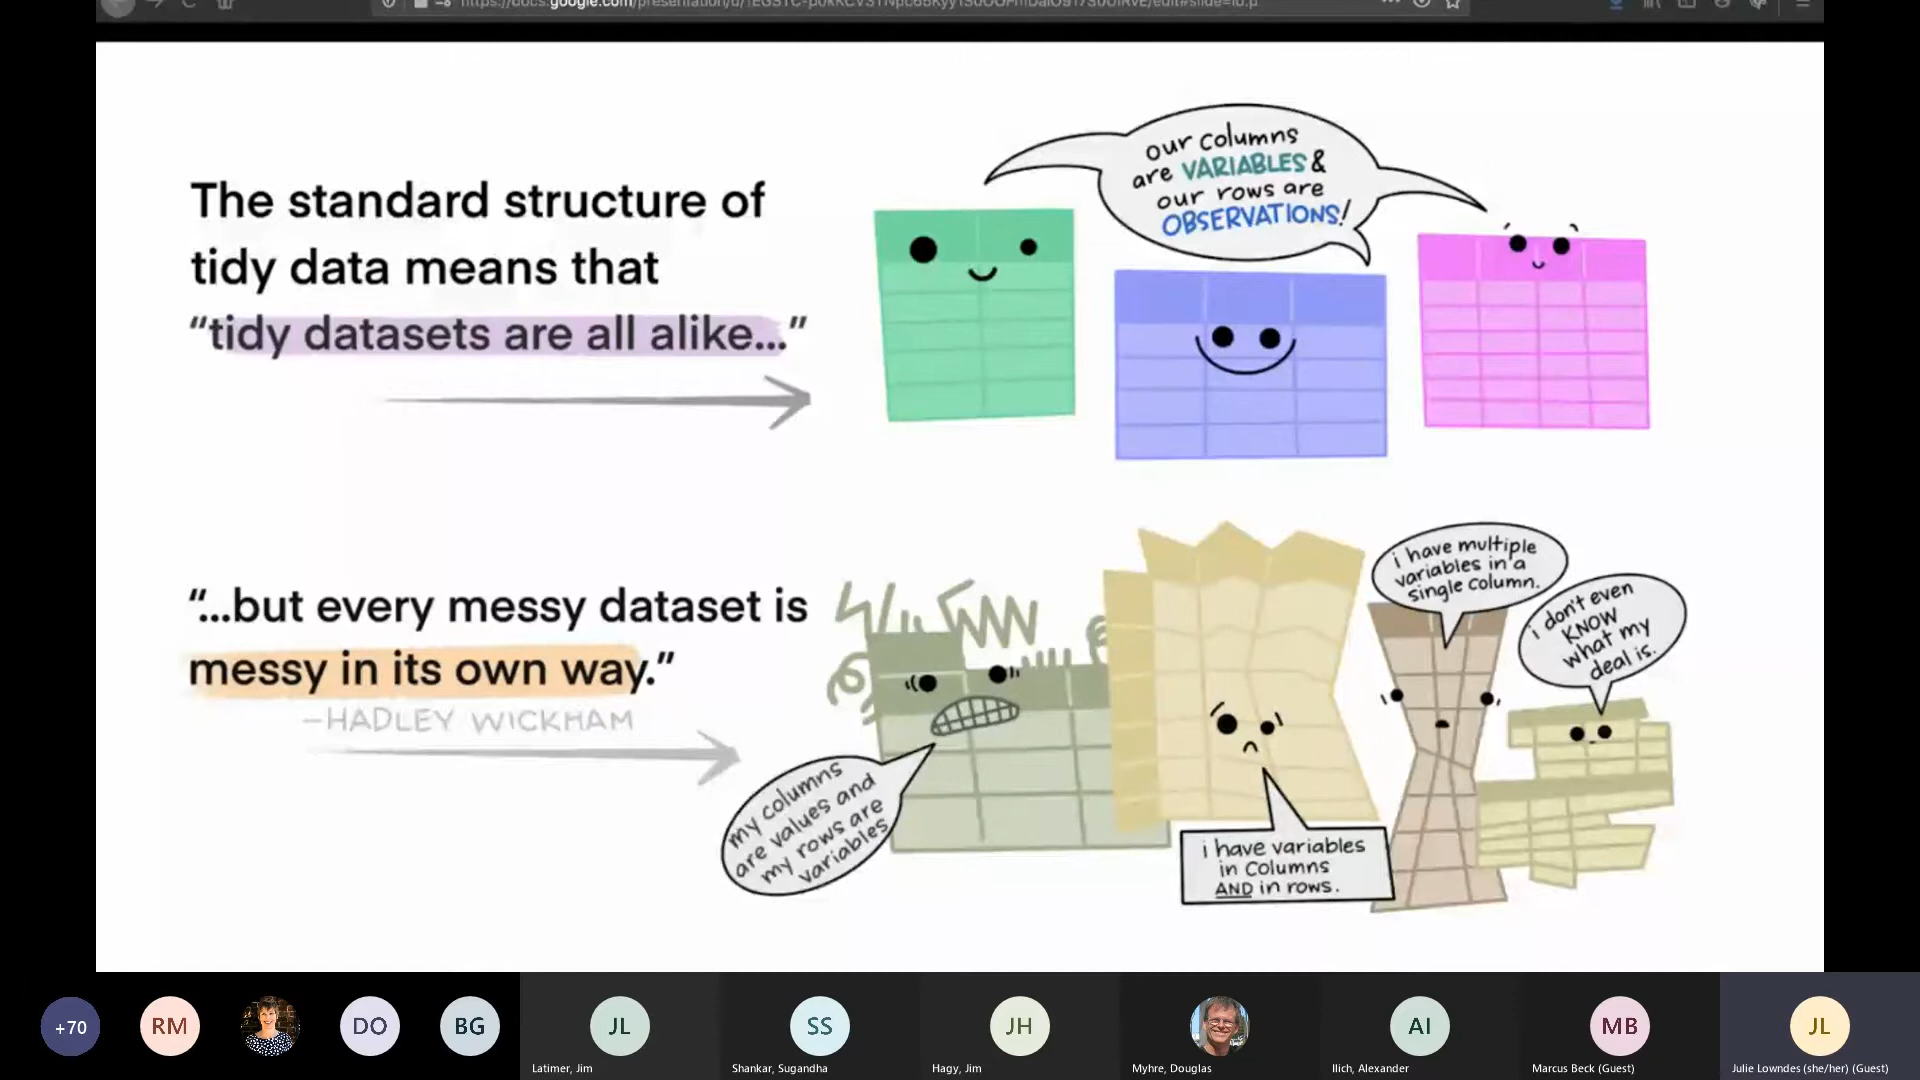 The standard structure of
tidy data means that
“tidy datasets are all alike...”
our columns
are VARIABLES &
our rows are
OBSERVATIONS!
“...but every messy dataset is
messy in its own way.”
–HADLEY WICKHAM
my columns
are values and
my rows are
variables
i have variables
in columns
AND in rows.
i have multiple
variables in a
single column.
i don't even
KNOW
what my
deal is.
+70
RM
DO
BG
JL
SS
JH
AI
MB
JL
Latimer, Jim
Shankar, Sugandha
Hagy, Jim
Myhre, Douglas
Ilich, Alexander
Marcus Beck (Guest)
Julie Lowndes (she/her) (Guest)